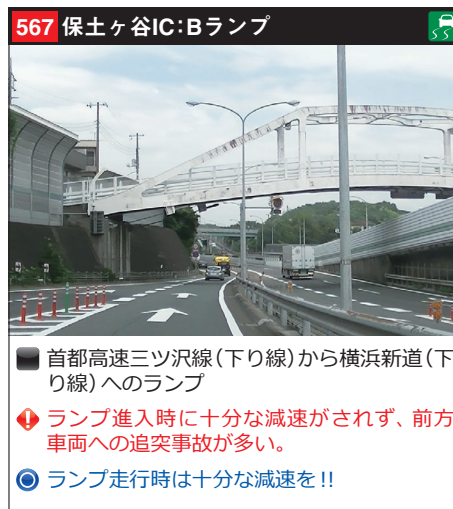 567 保土ヶ谷IC:Bランプ
首都高速三ツ沢線(下り線)から横浜新道(下
り線)へのランプ
ランプ進入時に十分な減速がされず、前方
車両への追突事故が多い。
ランプ走行時は十分な減速を!!